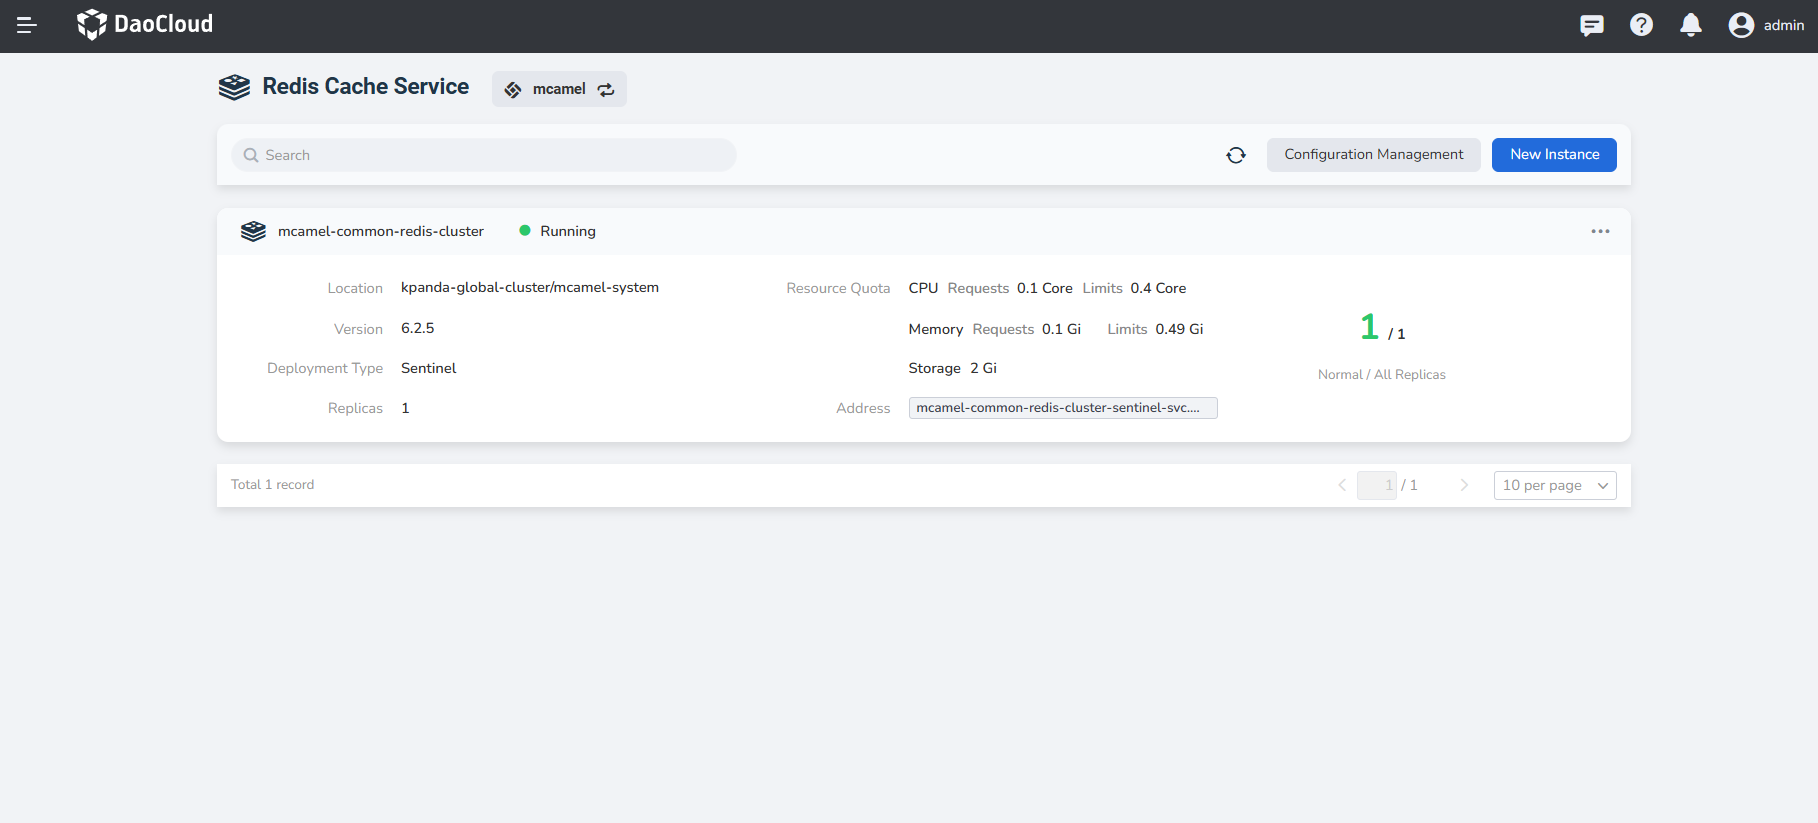 DaoCloud
admin
Redis Cache Service
mcamel
Search
Configuration Management
New Instance
mcamel-common-redis-cluster
Running
Location kpanda-global-cluster/mcamel-system
Version 6.2.5
Deployment Type Sentinel
Replicas 1
Resource Quota CPU Requests 0.1 Core Limits 0.4 Core
Memory Requests 0.1 Gi Limits 0.49 Gi
Storage 2 Gi
Address mcamel-common-redis-cluster-sentinel-svc....
1 / 1
Normal / All Replicas
Total 1 record
1 / 1
10 per page